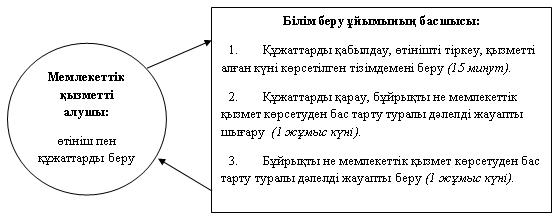 Мемлекеттік
қызметті
алушы:
өтініш пен
құжаттарды беру
Білім беру ұйымының басшысы:
1. Құжаттарды қабылдау, өтінішті тіркеу, қызметті
алған күні көрсетілген тізімдемені беру (15 минут).
2. Құжаттарды қарау, бұйрықты не мемлекеттік
қызмет көрсетуден бас тарту туралы дәлелді жауапты
шығару (1 жұмыс күні).
3. Бұйрықты не мемлекеттік қызмет көрсетуден бас
тарту туралы дәлелді жауапты беру (1 жұмыс күні).